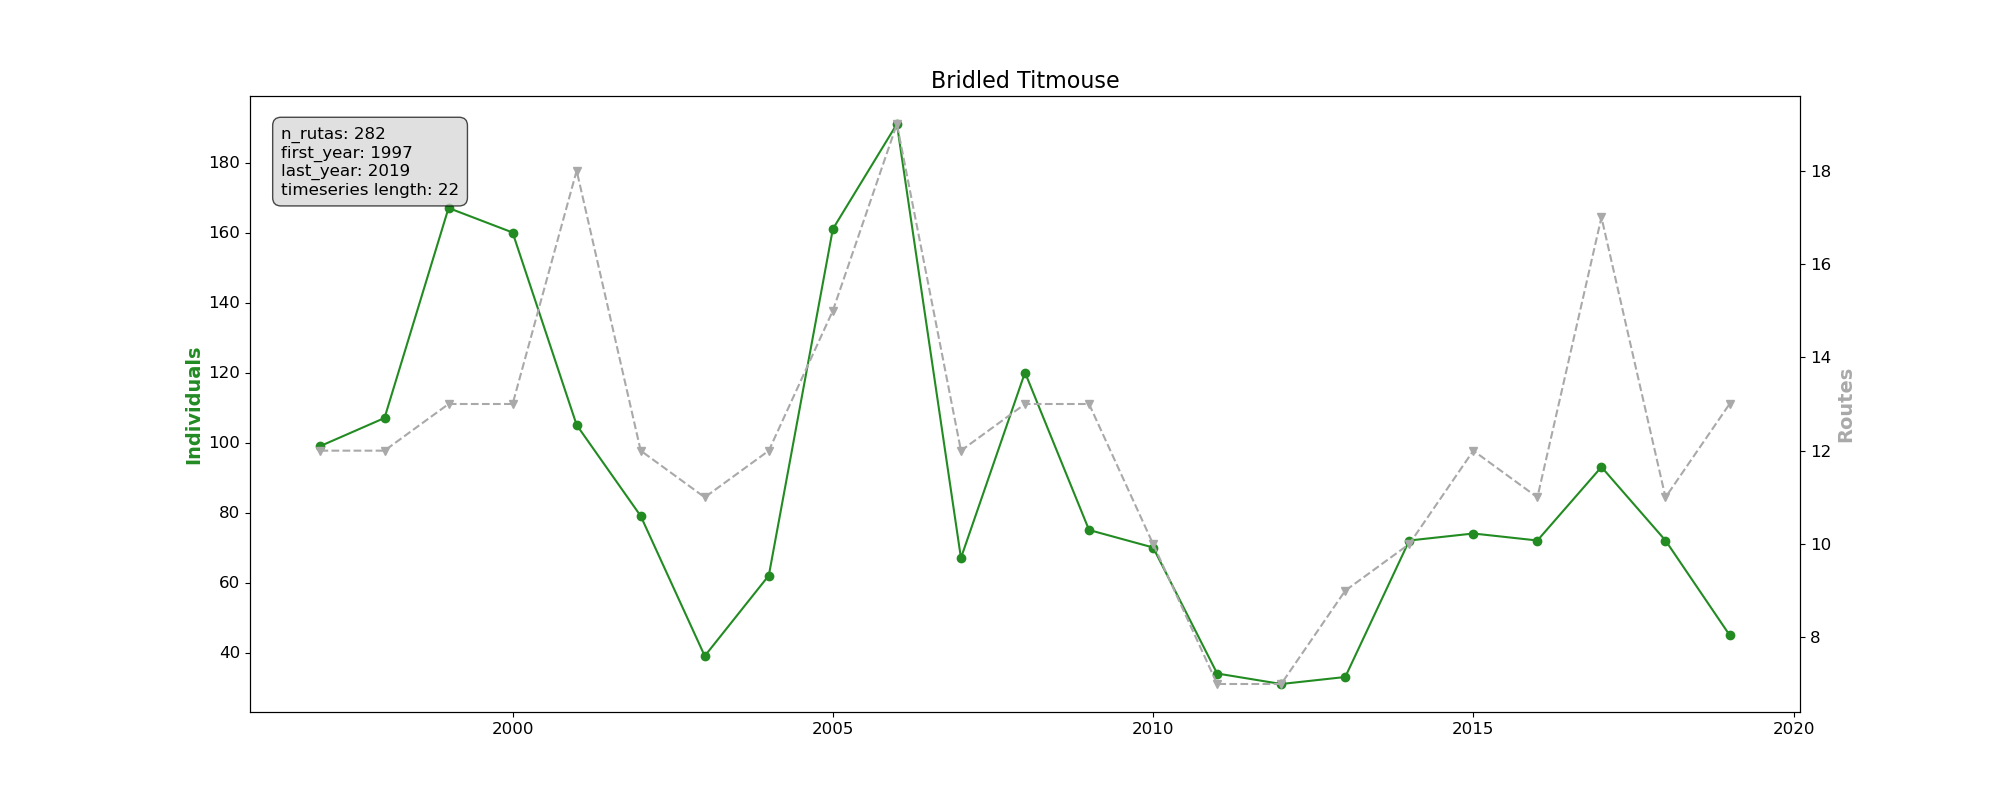 Bridled Titmouse
n_rutas: 282
first_year: 1997
last_year: 2019
timeseries length: 22
180
160
140
120
100
80
60
40
Individuals
18
16
14
12
10
8
Routes
2000
2005
2010
2015
2020